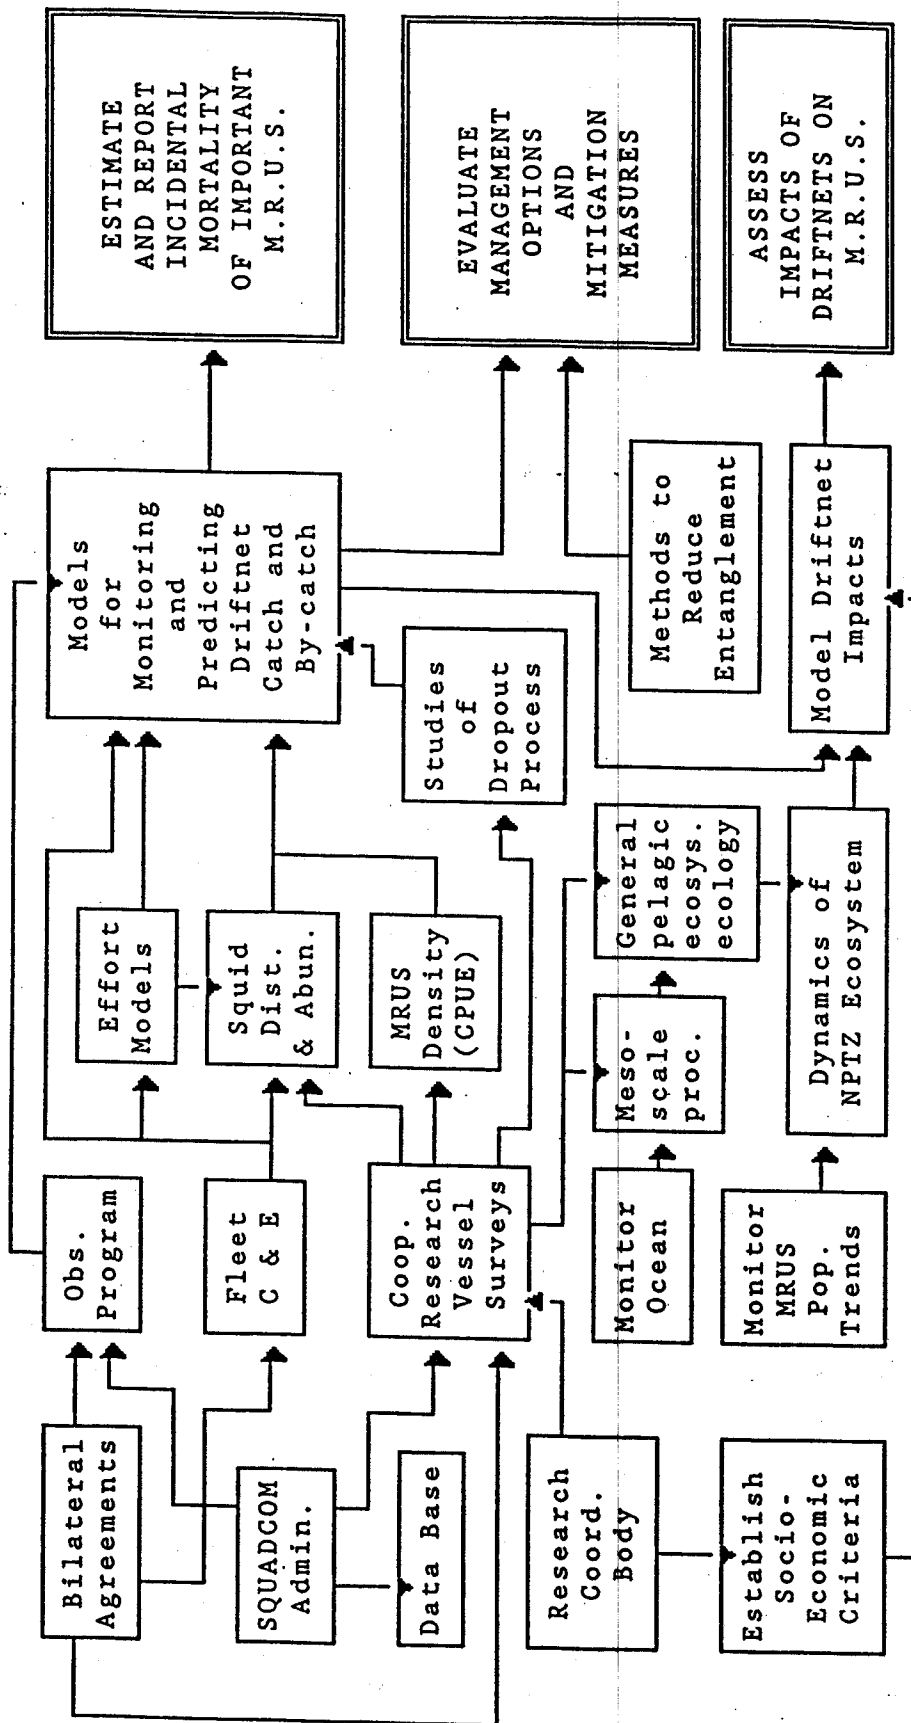 Bilateral
Agreements
SQUADCOM
Admin.
Data Base
Research
Coord.
Body
Establish
Socio-
Economic
Criteria
Obs.
Program
Fleet
C & E
Coop.
Research
Vessel
Surveys
Monitor
Ocean
Monitor
MRUS
Pop.
Trends
Effort
Models
Squid
Dist.
& Abun.
MRUS
Density
(CPUE)
Meso-
scale
proc.
General
pelagic
ecosys.
ecology
Dynamics of
NPTZ Ecosystem
Studies
of
Dropout
Process
Models
for
Monitoring
and
Predicting
Driftnet
Catch and
By-catch
Methods to
Reduce
Entanglement
Model Driftnet
Impacts
ESTIMATE
AND REPORT
INCIDENTAL
MORTALITY
OF IMPORTANT
M.R.U.S.
EVALUATE
MANAGEMENT
OPTIONS
AND
MITIGATION
MEASURES
ASSESS
IMPACTS OF
DRIFTNETS ON
M.R.U.S.